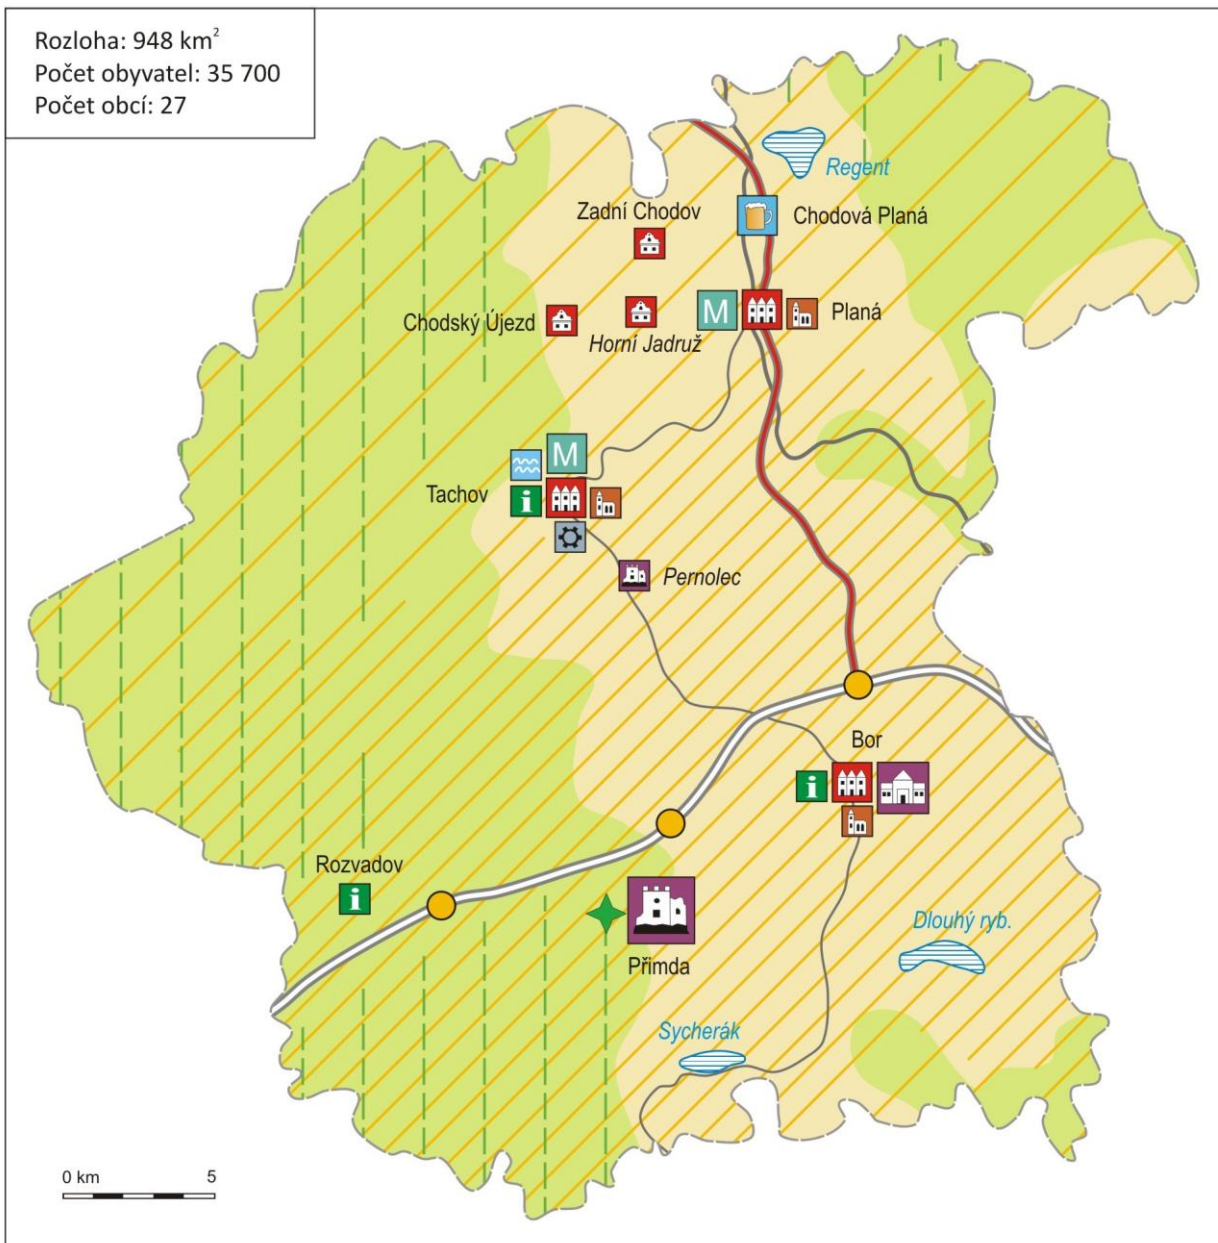 Rozloha: 948 km²
Počet obyvatel: 35 700
Počet obcí: 27
Regent
Zadní Chodov
Chodová Planá
M
Planá
Chodský Újezd
Horní Jadruž
M
Tachov
i
Pernolec
Bor
i
Rozvadov
i
Dlouhý ryb.
Přimda
Sycherák
0 km 5